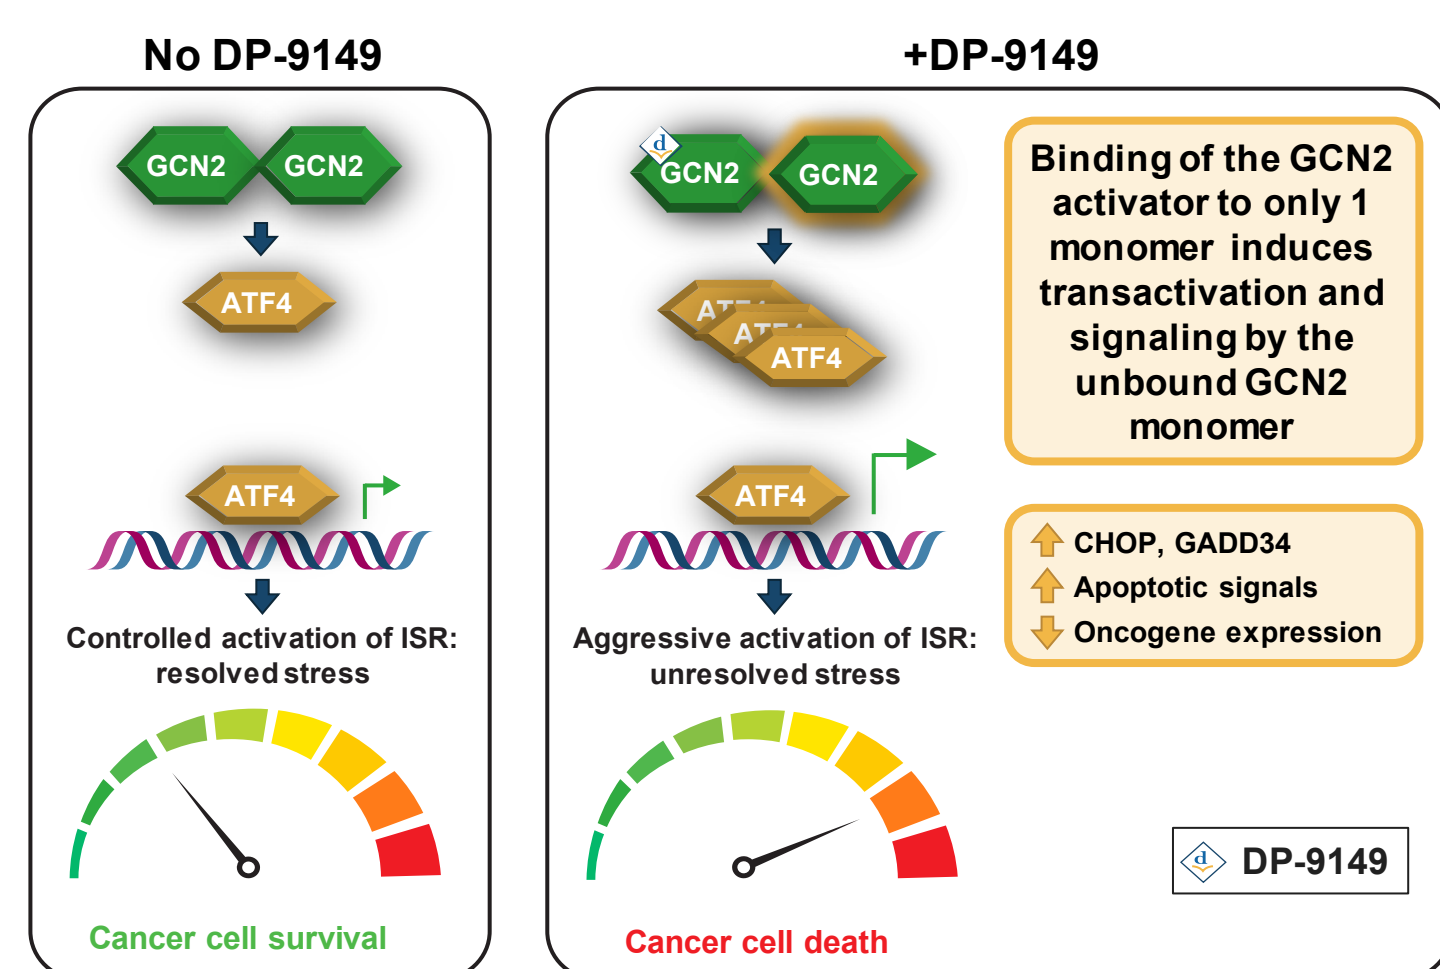 No DP-9149
GCN2
GCN2
ATF4
ATF4
Controlled activation of ISR:
resolved stress
Cancer cell survival
+DP-9149
d
GCN2
GCN2
ATF4
ATF4
ATF4
ATF4
Aggressive activation of ISR:
unresolved stress
Cancer cell death
Binding of the GCN2
activator to only 1
monomer induces
transactivation and
signaling by the
unbound GCN2
monomer
CHOP, GADD34
Apoptotic signals
Oncogene expression
d DP-9149